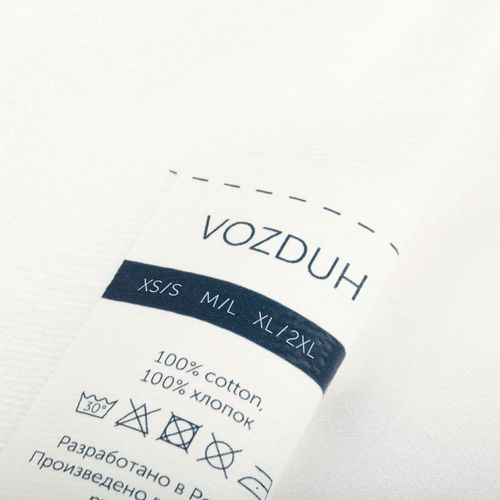 VOZDUH
XS/S M/L XL/2XL
100% cotton,
100% хлопок
30°
Разработано в
Произведено